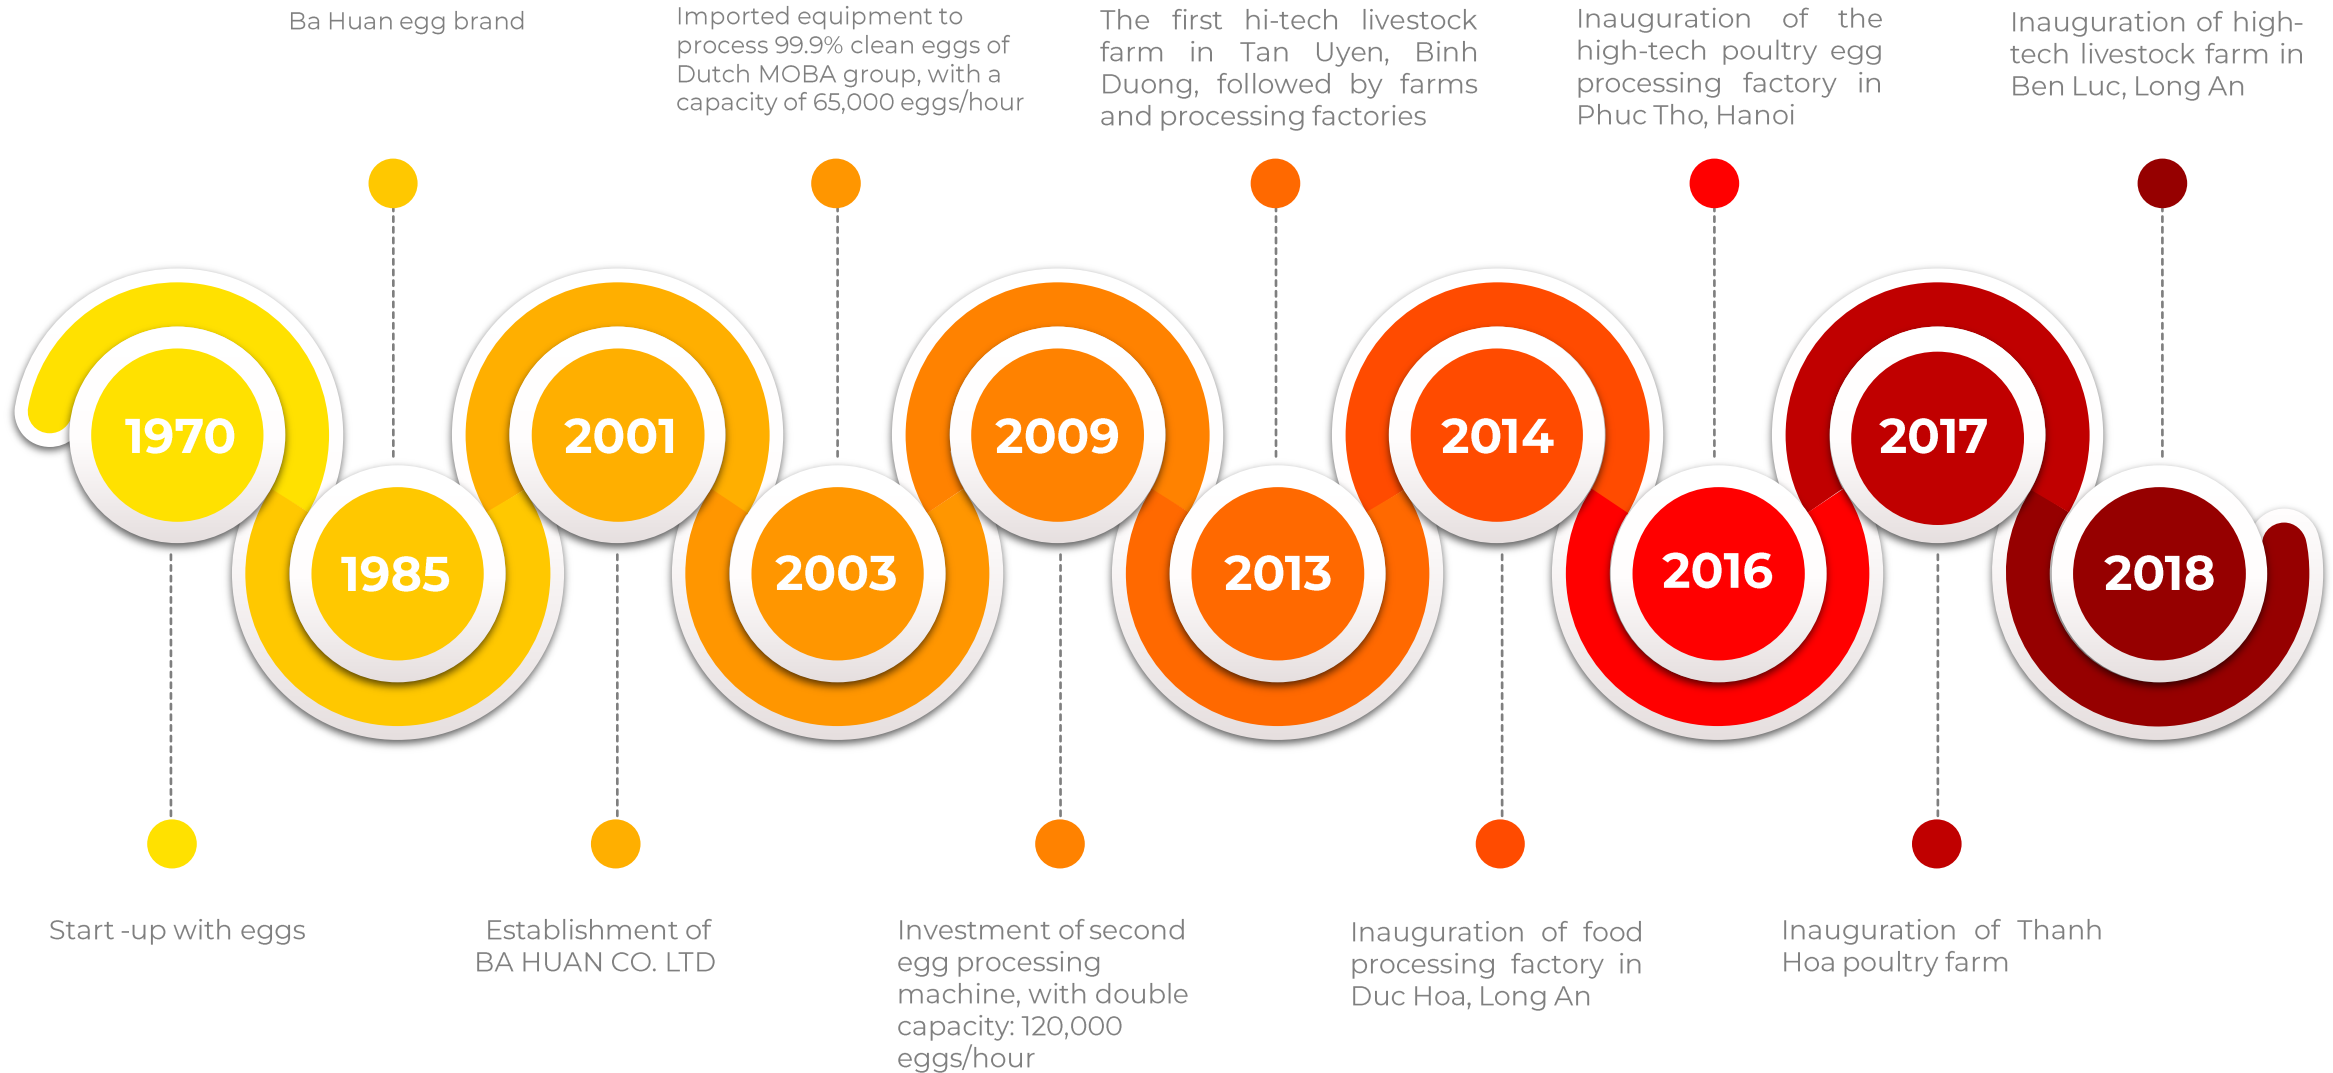 Ba Huan egg brand
Imported equipment to
process 99.9% clean eggs of
Dutch MOBA group, with a
capacity of 65,000 eggs/hour
The first hi-tech livestock
farm in Tan Uyen, Binh
Duong, followed by farms
and processing factories
Inauguration of the
high-tech poultry egg
processing factory in
Phuc Tho, Hanoi
Inauguration of high-
tech livestock farm in
Ben Luc, Long An
1970
1985
2001
2003
2009
2013
2014
2016
2017
2018
Start -up with eggs
Establishment of
BA HUAN CO. LTD
Investment of second
egg processing
machine, with double
capacity: 120,000
eggs/hour
Inauguration of food
processing factory in
Duc Hoa, Long An
Inauguration of Thanh
Hoa poultry farm